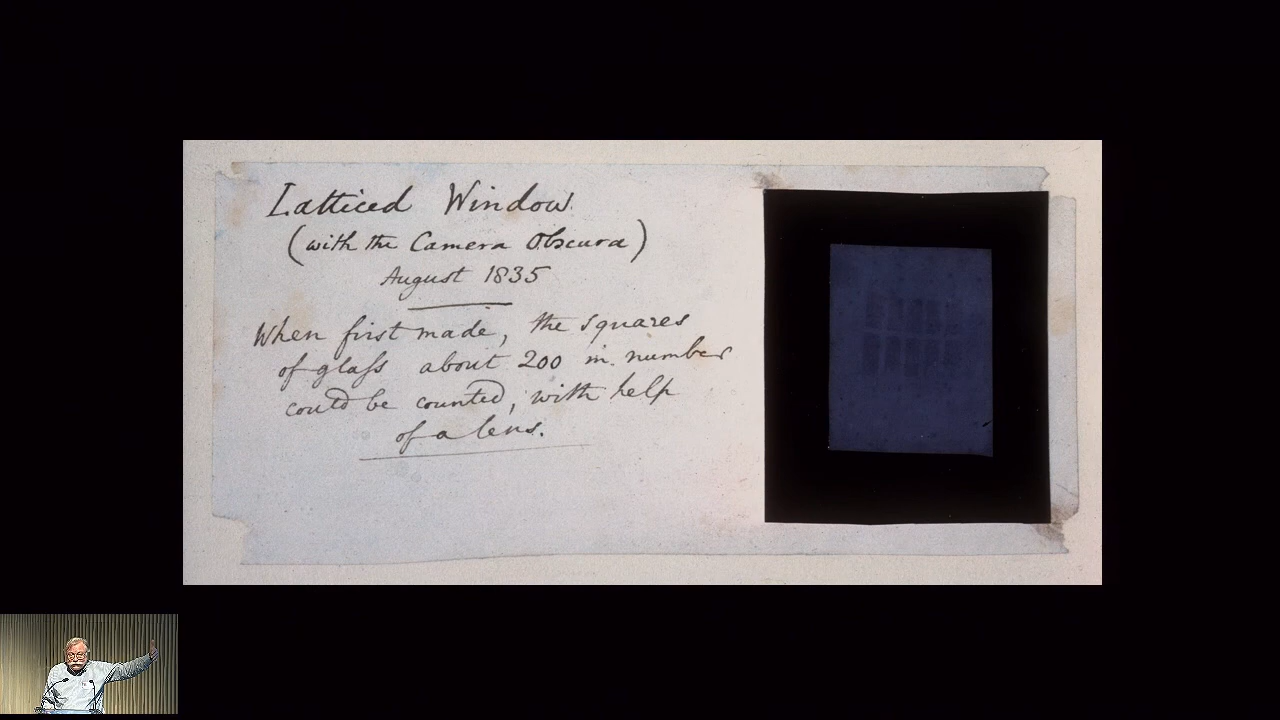 Latticed Window
(with the Camera Obscura)
August 1835
When first made, the squares
of glass about 200 in number
could be counted, with help
of a lens.